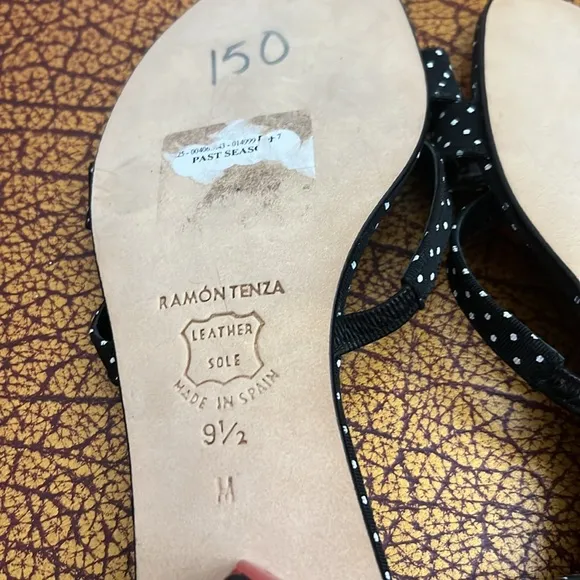 150
PAST SEAS
RAMÓN TENZA
LEATHER
SOLE
MADE IN SPAIN
9½
M